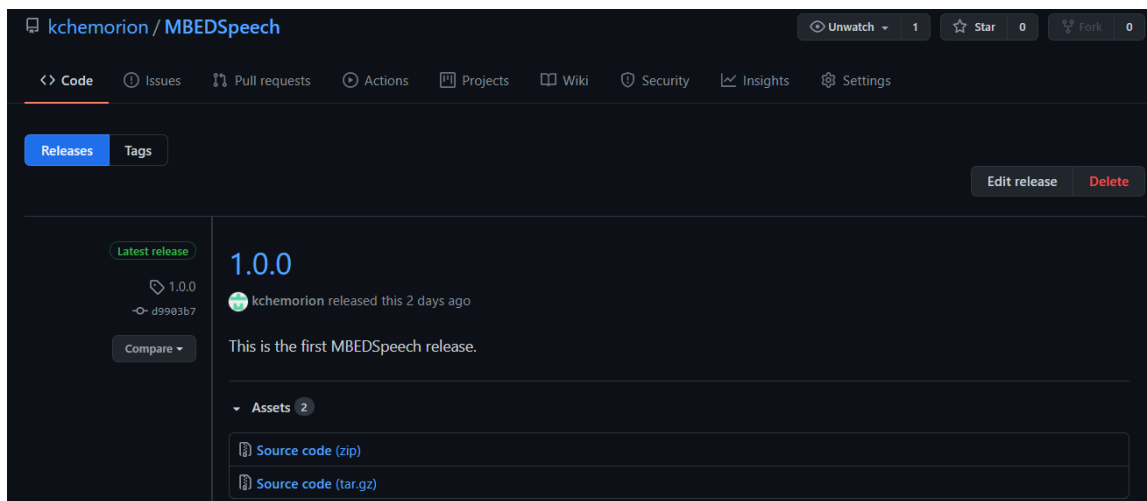 kchemorion / MBEDSpeech Unwatch 1 Star 0 Fork 0
Code Issues Pull requests Actions Projects Wiki Security Insights Settings
Releases Tags
Edit release Delete
Latest release
1.0.0
d9903b7
Compare
1.0.0
kchemorion released this 2 days ago
This is the first MBEDSpeech release.
Assets 2
Source code (zip)
Source code (tar.gz)